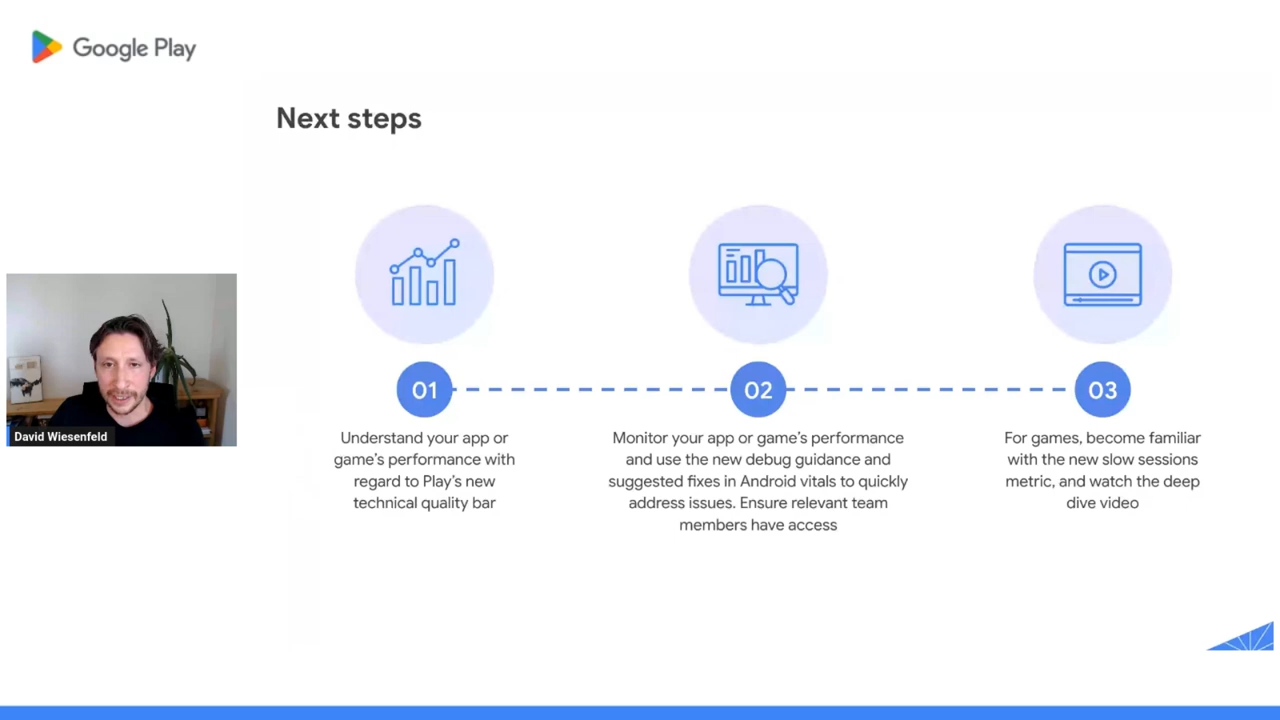 Google Play
Next steps
David Wiesenfeld
01
Understand your app or
game's performance with
regard to Play's new
technical quality bar
02
Monitor your app or game's performance
and use the new debug guidance and
suggested fixes in Android vitals to quickly
address issues. Ensure relevant team
members have access
03
For games, become familiar
with the new slow sessions
metric, and watch the deep
dive video